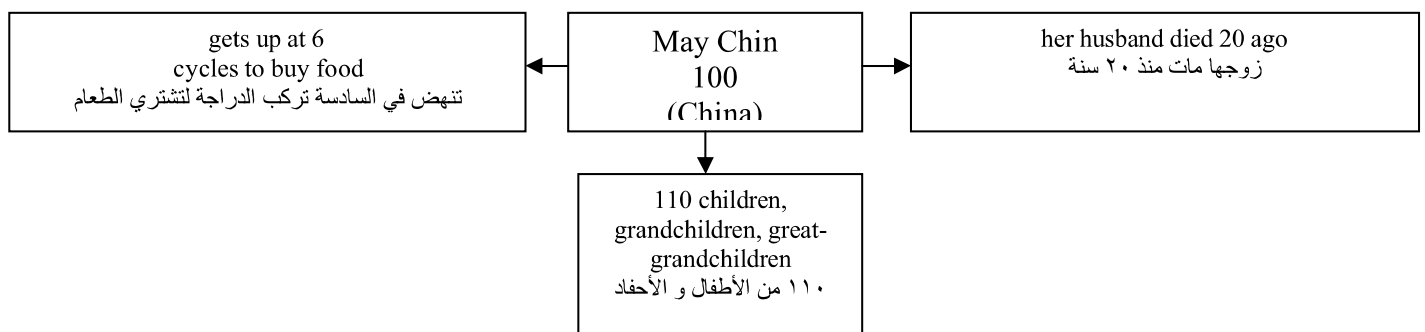 gets up at 6
cycles to buy food
تنهض في السادسة تركب الدراجة لتشتري الطعام
May Chin
100
(China)
her husband died 20 ago
زوجها مات منذ ٢٠ سنة
110 children,
grandchildren, great-
grandchildren
١١٠ من الأطفال و الأحفاد